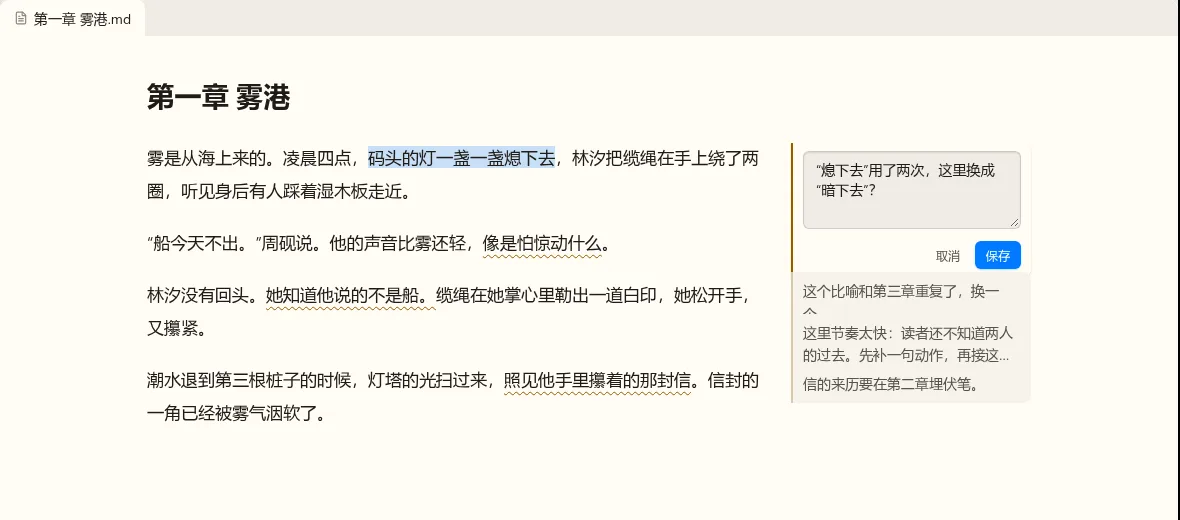 第一章 雾港.md
第一章 雾港
雾是从海上来的。凌晨四点，码头的灯一盏一盏熄下去，林汐把缆绳在手上绕了两
圈，听见身后有人踩着湿木板走近。
“船今天不出。”周砚说。他的声音比雾还轻，像是怕惊动什么。
林汐没有回头。她知道他说的不是船。缆绳在她掌心里勒出一道白印，她松开手，
又攥紧。
潮水退到第三根桩子的时候，灯塔的光扫过来，照见他手里攥着的那封信。信封的
一角已经被雾气洇软了。
“熄下去”用了两次，这里换成
“暗下去”？
取消 保存
这个比喻和第三章重复了，换一
个
这里节奏太快：读者还不知道两人
的过去。先补一句动作，再接这...
信的来历要在第二章埋伏笔。